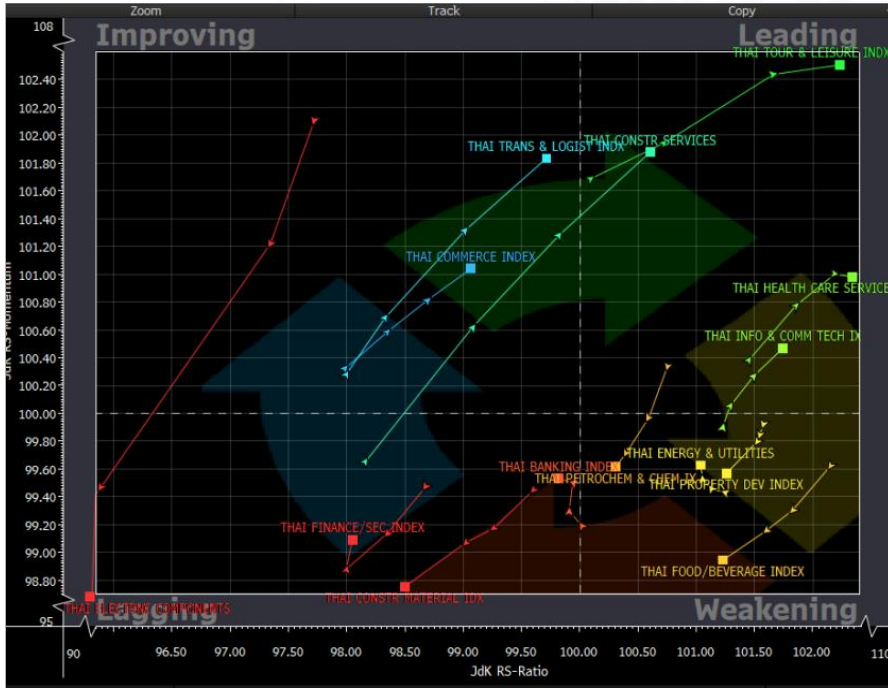 Zoom Track Copy
108
Improving Leading
THAI TOUR & LEISURE INDX
102.40
102.20
102.00
THAI TRANS & LOGIST INDX THAI CONSTR SERVICES
101.80
101.60
101.40
101.20
THAI COMMERCE INDEX
101.00
THAI HEALTH CARE SERVICE
100.80
100.60
THAI INFO & COMM TECH IX
100.40
100.20
100.00
99.80
THAI ENERGY & UTILITIES
99.60
THAI BANKING INDEX
THAI PETROCHEM & CHEM IX
THAI PROPERTY DEV INDEX
99.40
99.20
THAI FINANCE/SEC INDEX
99.00
98.80
THAI FOOD/BEVERAGE INDEX
THAI CONSTR MATERIAL IDX
COMPONENTS
Lagging Weakening
95
90 96.50 97.00 97.50 98.00 98.50 99.00 99.50 100.00 100.50 101.00 101.50 102.00 110
JdK RS-Ratio
JdK RS-Momentum